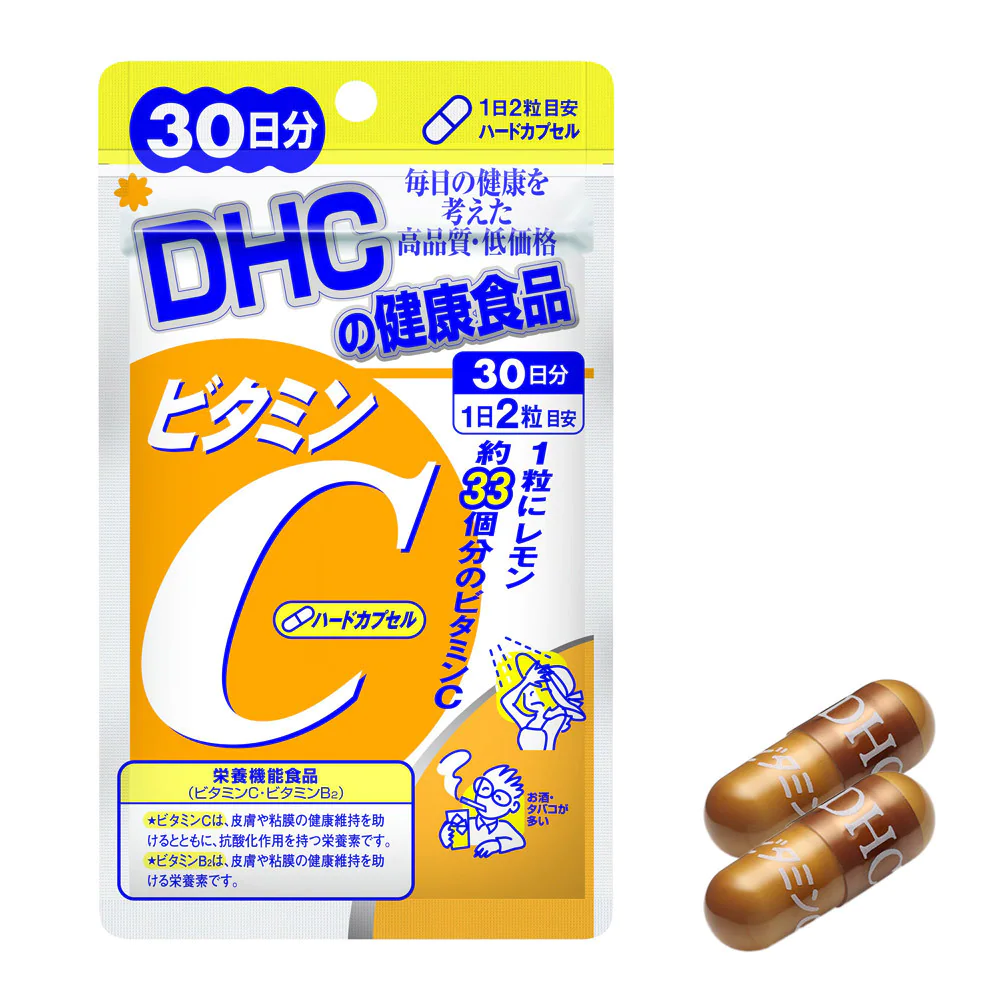 30日分
1日2粒目安
ハードカプセル
毎日の健康を
考えた
高品質・低価格
DHC
の健康食品
30日分
1日2粒目安
ビタミン
C
1粒にレモン
約33個分のビタミンC
ハードカプセル
お酒・
タバコが
多い
栄養機能食品
(ビタミンC・ビタミンB₂)
★ビタミンCは、皮膚や粘膜の健康維持を助
けるとともに、抗酸化作用を持つ栄養素です。
★ビタミンB₂は、皮膚や粘膜の健康維持を助
ける栄養素です。
DHC
ビタミン
DHC
ビタミンC